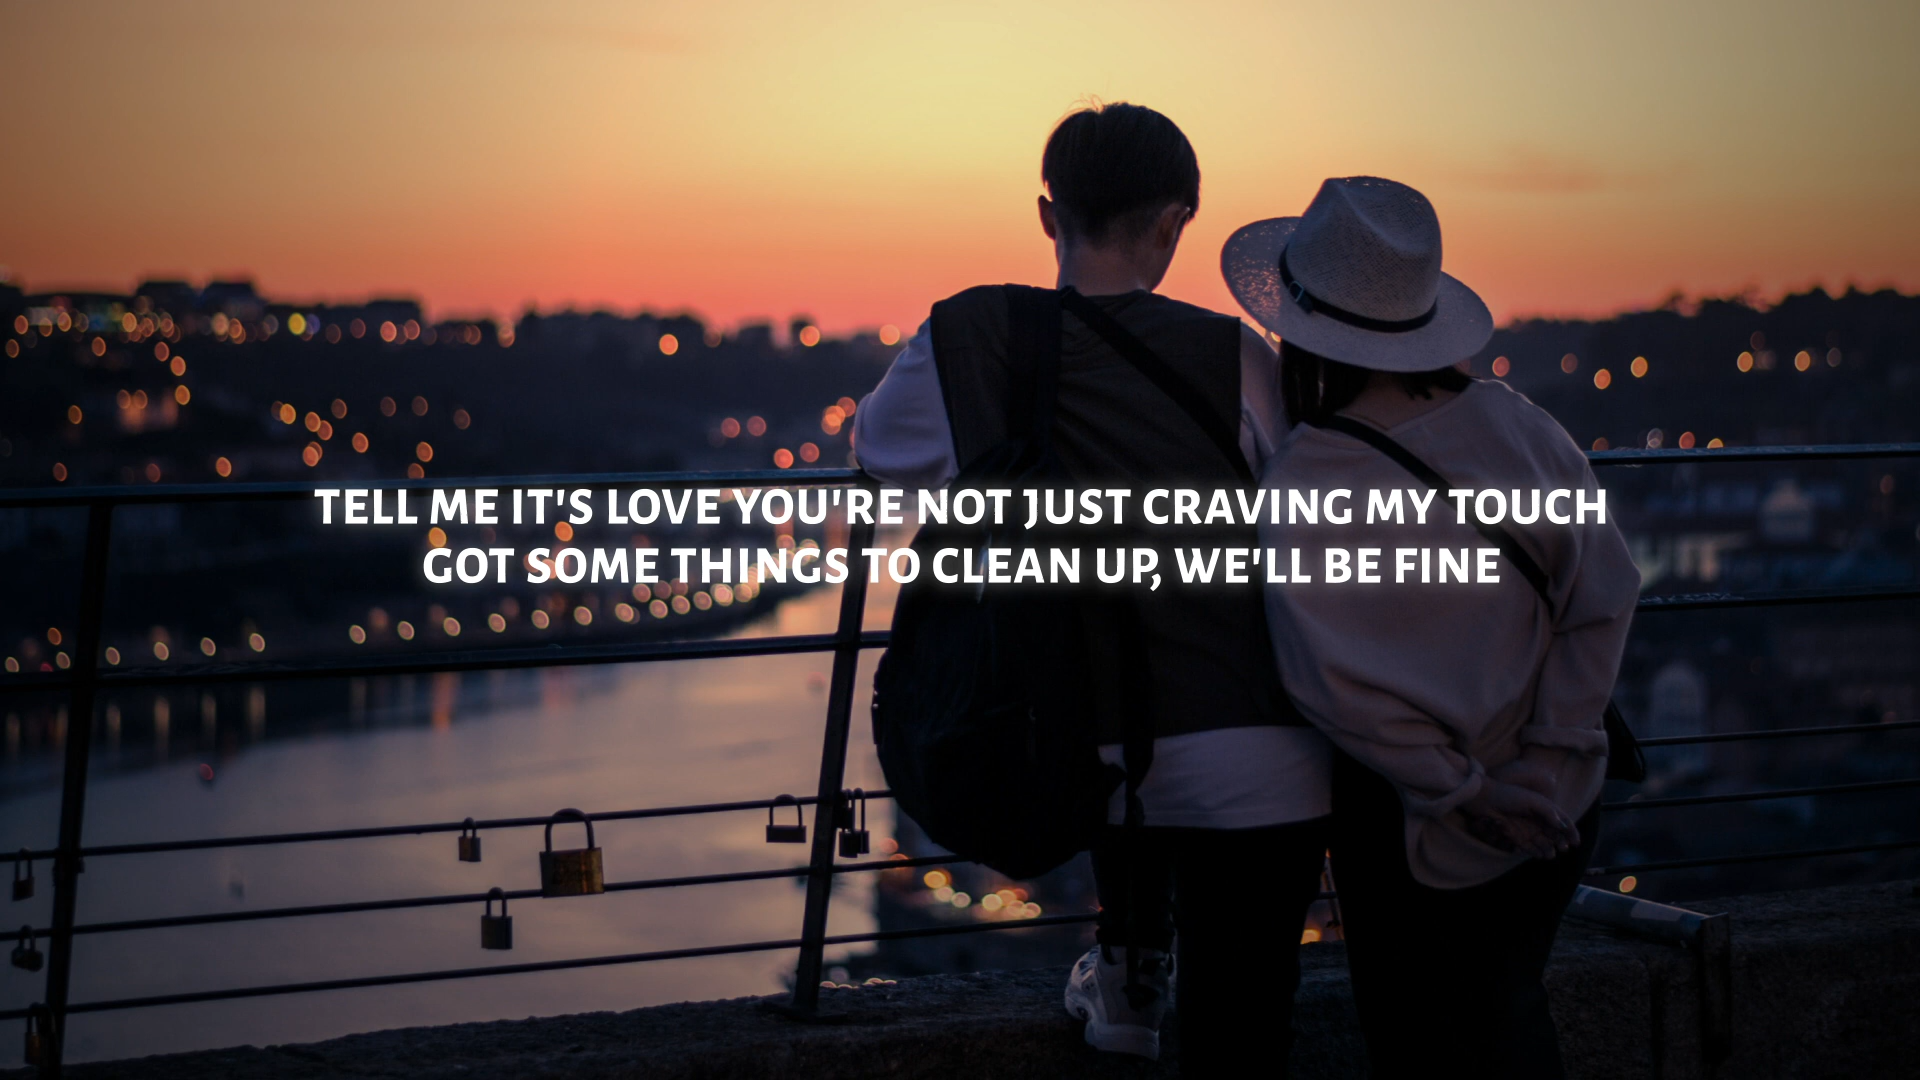 TELL ME IT'S LOVE YOU'RE NOT JUST CRAVING MY TOUCH
GOT SOME THINGS TO CLEAN UP, WE'LL BE FINE